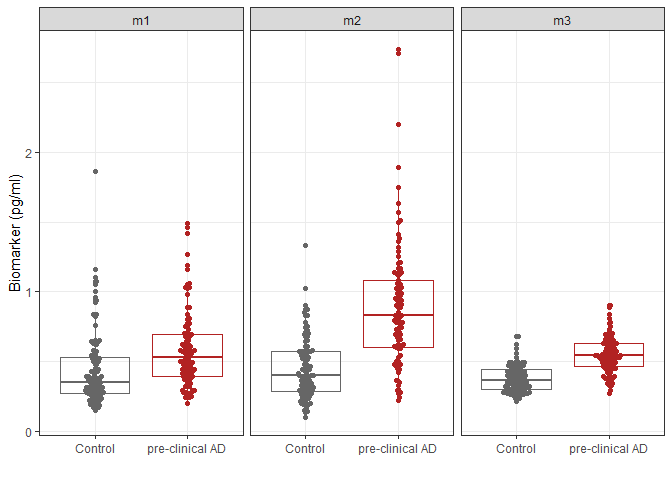 m1 m2 m3
Biomarker (pg/ml)
2
1
0
Control pre-clinical AD Control pre-clinical AD Control pre-clinical AD